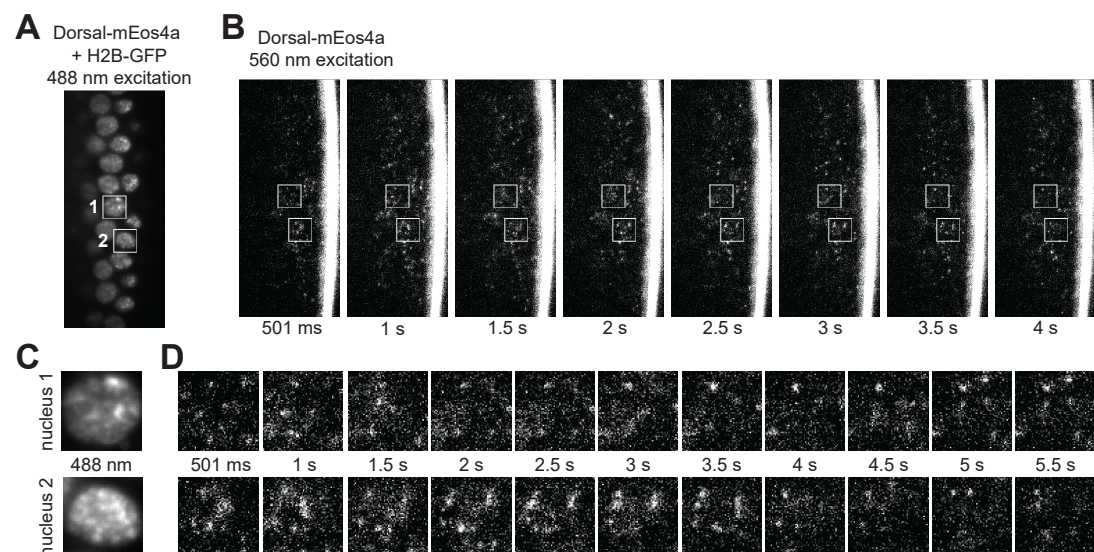 A
Dorsal-mEos4a
+ H2B-GFP
488 nm excitation
1
2
B
Dorsal-mEos4a
560 nm excitation
501 ms
1 s
1.5 s
2 s
2.5 s
3 s
3.5 s
4 s
C
nucleus 1
488 nm
nucleus 2
D
501 ms
1 s
1.5 s
2 s
2.5 s
3 s
3.5 s
4 s
4.5 s
5 s
5.5 s